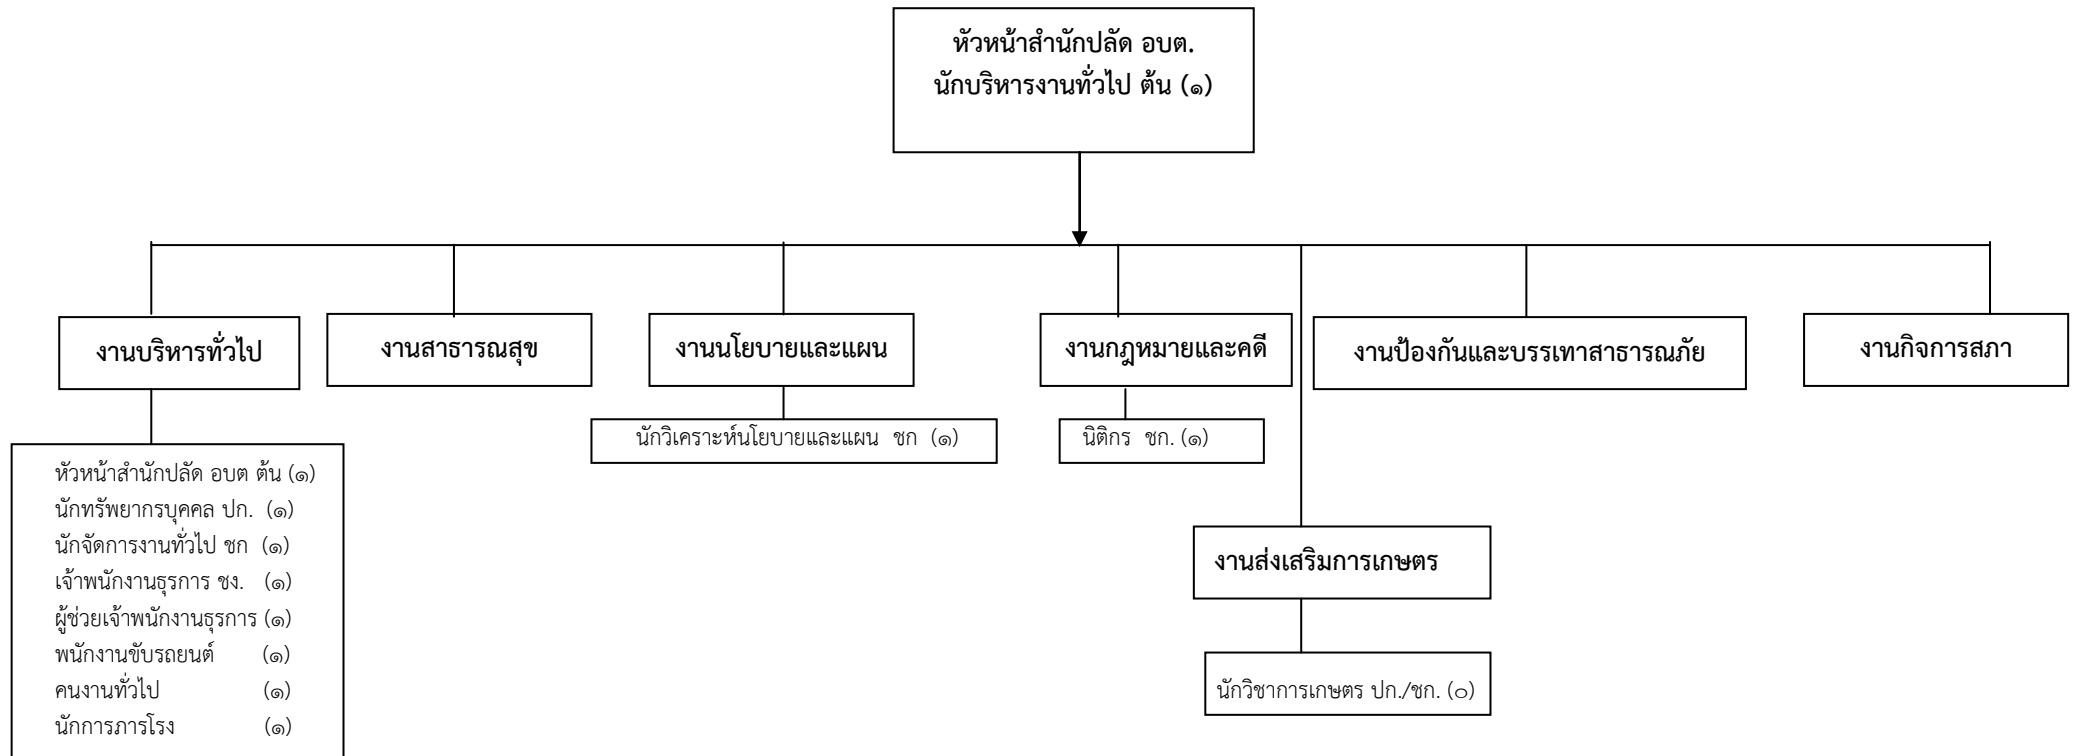 หัวหน้าสำนักปลัด อบต.
นักบริหารงานทั่วไป ต้น (๑)
งานบริหารทั่วไป
งานสาธารณสุข
งานนโยบายและแผน
งานกฎหมายและคดี
งานป้องกันและบรรเทาสาธารณภัย
งานกิจการสภา
นักวิเคราะห์นโยบายและแผน ชก (๑)
นิติกร ชก. (๑)
หัวหน้าสำนักปลัด อบต ต้น (๑)
นักทรัพยากรบุคคล ปก. (๑)
นักจัดการงานทั่วไป ชก (๑)
เจ้าพนักงานธุรการ ชง. (๑)
ผู้ช่วยเจ้าพนักงานธุรการ (๑)
พนักงานขับรถยนต์ (๑)
คนงานทั่วไป (๑)
นักการภารโรง (๑)
งานส่งเสริมการเกษตร
นักวิชาการเกษตร ปก./ชก. (๐)